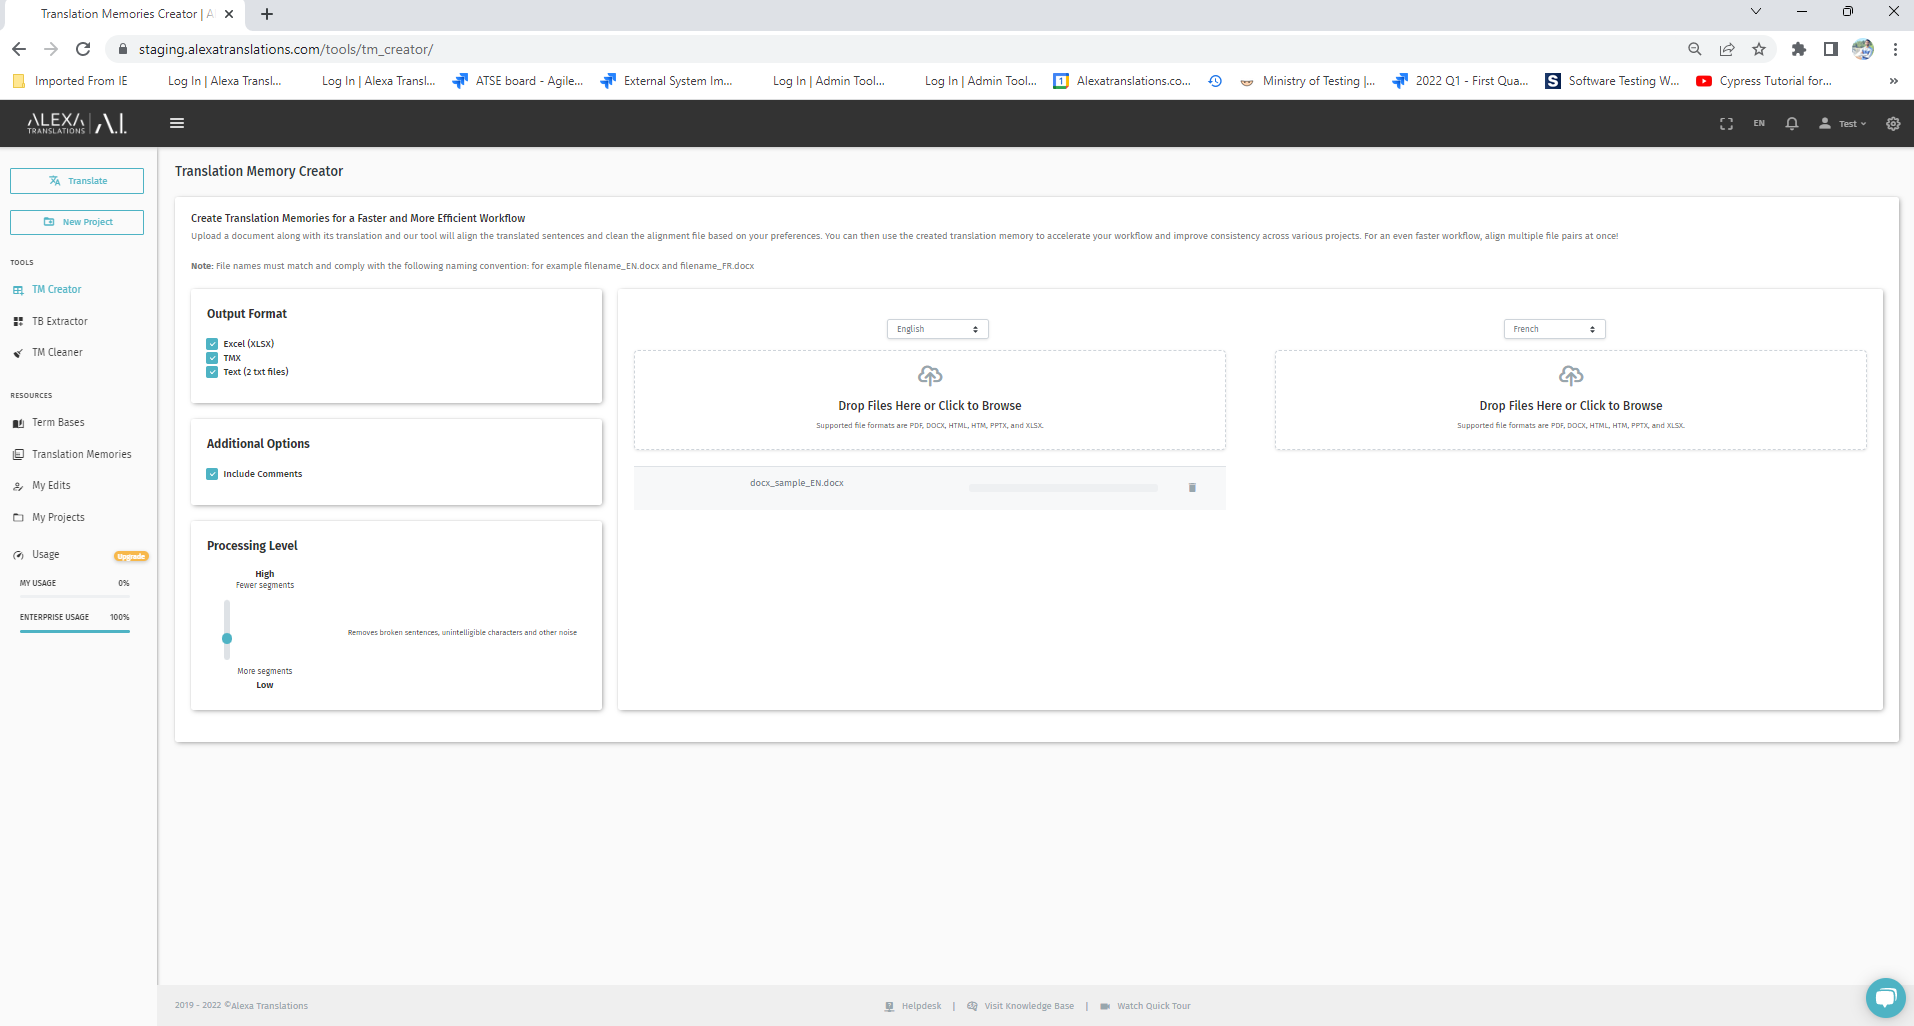 Translation Memories Creator | A
staging.alexatranslations.com/tools/tm_creator/
Imported From IE
Log In | Alexa Transl...
Log In | Alexa Transl...
ATSE board - Agile...
External System Im...
Log In | Admin Tool...
Log In | Admin Tool...
1
Alexatranslations.co...
Ministry of Testing |...
2022 Q1 - First Qua...
S
Software Testing W...
Cypress Tutorial for...
»
ALEXA
TRANSLATIONS
A.I.
EN
Test
Translate
New Project
TOOLS
TM Creator
TB Extractor
TM Cleaner
RESOURCES
Term Bases
Translation Memories
My Edits
My Projects
Usage
Upgrade
MY USAGE 0%
ENTERPRISE USAGE 100%
Translation Memory Creator
Create Translation Memories for a Faster and More Efficient Workflow
Upload a document along with its translation and our tool will align the translated sentences and clean the alignment file based on your preferences. You can then use the created translation memory to accelerate your workflow and improve consistency across various projects. For an even faster workflow, align multiple file pairs at once!
Note: File names must match and comply with the following naming convention: for example filename_EN.docx and filename_FR.docx
Output Format
Excel (XLSX)
TMX
Text (2 txt files)
Additional Options
Include Comments
Processing Level
High
Fewer segments
Removes broken sentences, unintelligible characters and other noise
More segments
Low
English
Drop Files Here or Click to Browse
Supported file formats are PDF, DOCX, HTML, HTM, PPTX, and XLSX.
docx_sample_EN.docx
French
Drop Files Here or Click to Browse
Supported file formats are PDF, DOCX, HTML, HTM, PPTX, and XLSX.
2019 - 2022 ©Alexa Translations
Helpdesk | Visit Knowledge Base | Watch Quick Tour